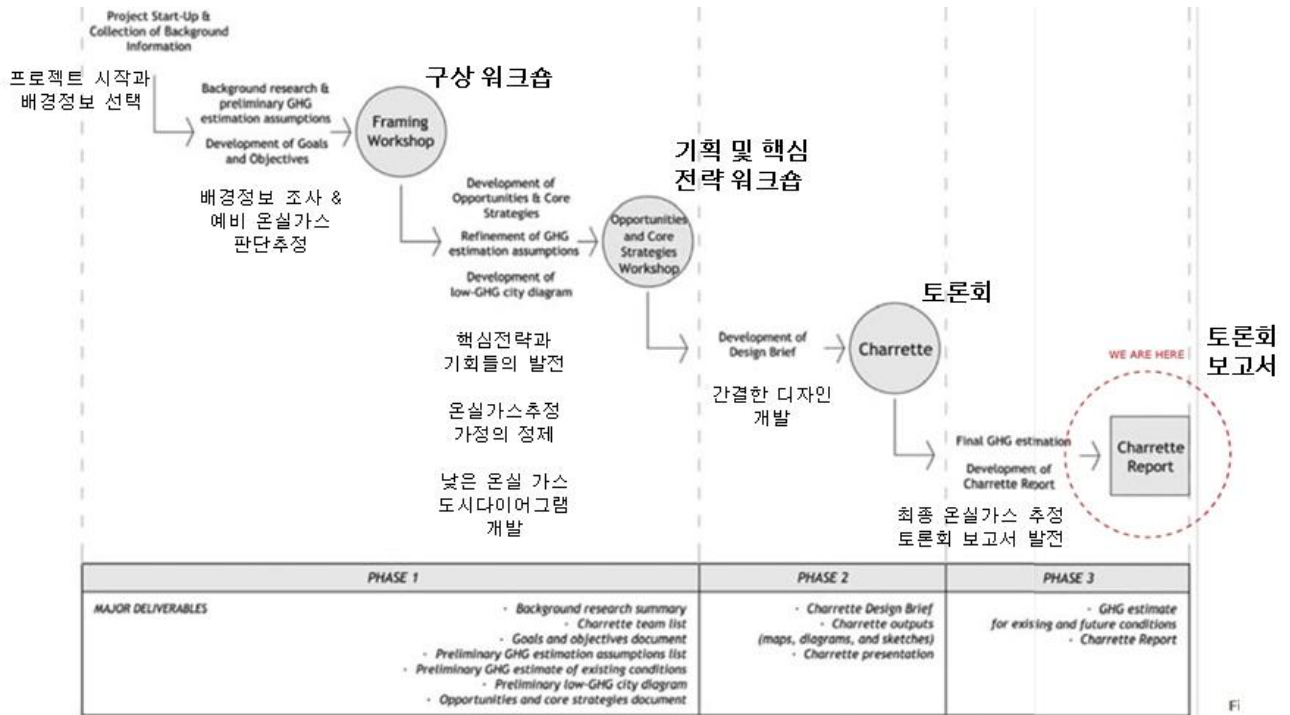 Project Start-Up &
Collection of Background
Information
프로젝트 시작과
배경정보 선택
Background research &
preliminary GHG
estimation assumptions
Development of Goals
and Objectives
배경정보 조사 &
예비 온실가스
판단추정
구상 워크숍
Framing
Workshop
Development of
Opportunities & Core
Strategies
Refinement of GHG
estimation assumptions
Development of
low-GHG city diagram
핵심전략과
기회들의 발전
온실가스추정
가정의 정제
낮은 온실 가스
도시다이어그램
개발
기획 및 핵심
전략 워크숍
Opportunities
and Core
Strategies
Workshop
Development of
Design Brief
간결한 디자인
개발
토론회
Charrette
Final GHG estimation
Development of
Charrette Report
최종 온실가스 추정
토론회 보고서 발전
WE ARE HERE
토론회
보고서
Charrette
Report
PHASE 1
PHASE 2
PHASE 3
MAJOR DELIVERABLES
- Background research summary
- Charrette team list
- Goals and objectives document
- Preliminary GHG estimation assumptions list
- Preliminary GHG estimate of existing conditions
- Preliminary low-GHG city diagram
- Opportunities and core strategies document
- Charrette Design Brief
- Charrette outputs
(maps, diagrams, and sketches)
- Charrette presentation
- GHG estimate
for existing and future conditions
- Charrette Report
Fi